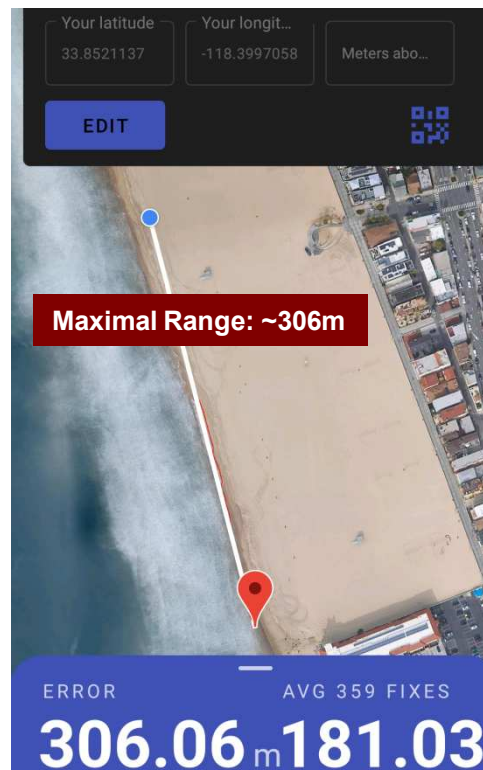 Your latitude Your longit...
33.8521137 -118.3997058 Meters abo...
EDIT
Maximal Range: ~306m
ERROR AVG 359 FIXES
306.06 m 181.03